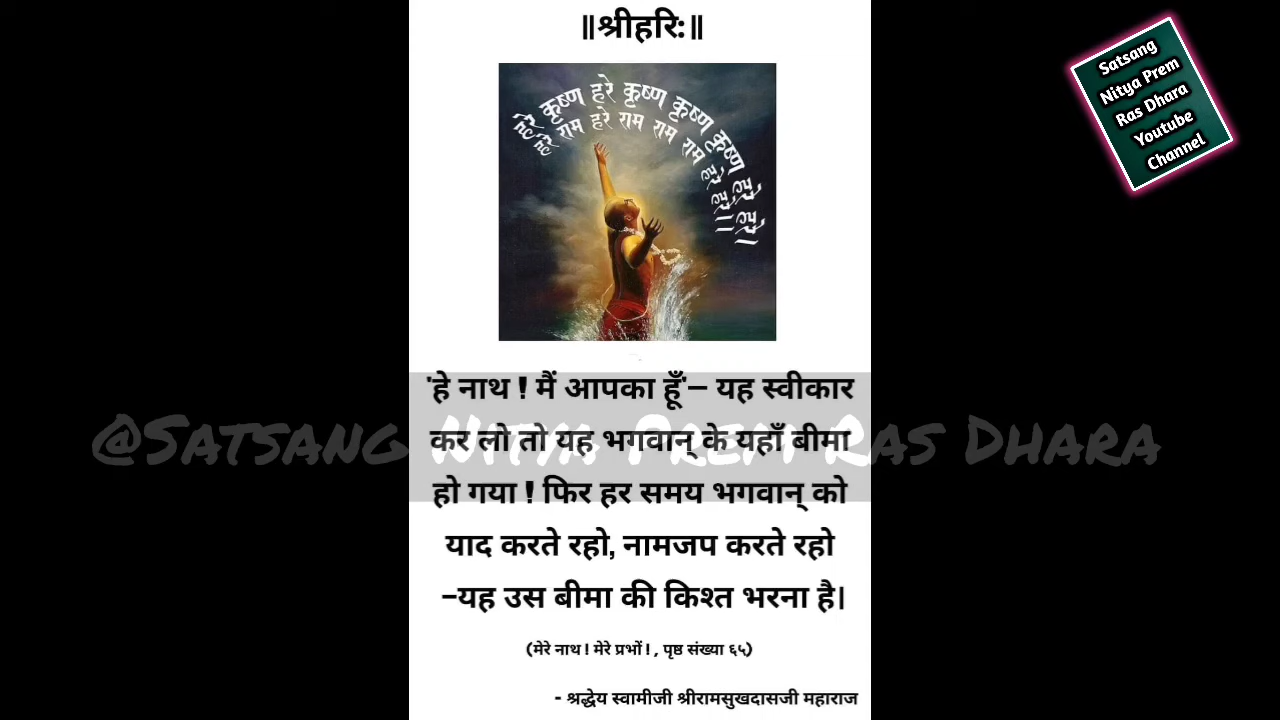 ॥श्रीहरि:॥
हरे कृष्ण हरे कृष्ण कृष्ण कृष्ण हरे हरे।
हरे राम हरे राम राम राम हरे हरे।।
Satsang
Nitya Prem
Ras Dhara
Youtube
Channel
'हे नाथ ! मैं आपका हूँ'– यह स्वीकार
कर लो तो यह भगवान् के यहाँ बीमा
@Satsang Nitya Prem Ras Dhara
हो गया ! फिर हर समय भगवान् को
याद करते रहो, नामजप करते रहो
–यह उस बीमा की किश्त भरना है।
(मेरे नाथ ! मेरे प्रभों ! , पृष्ठ संख्या ६५)
- श्रद्धेय स्वामीजी श्रीरामसुखदासजी महाराज